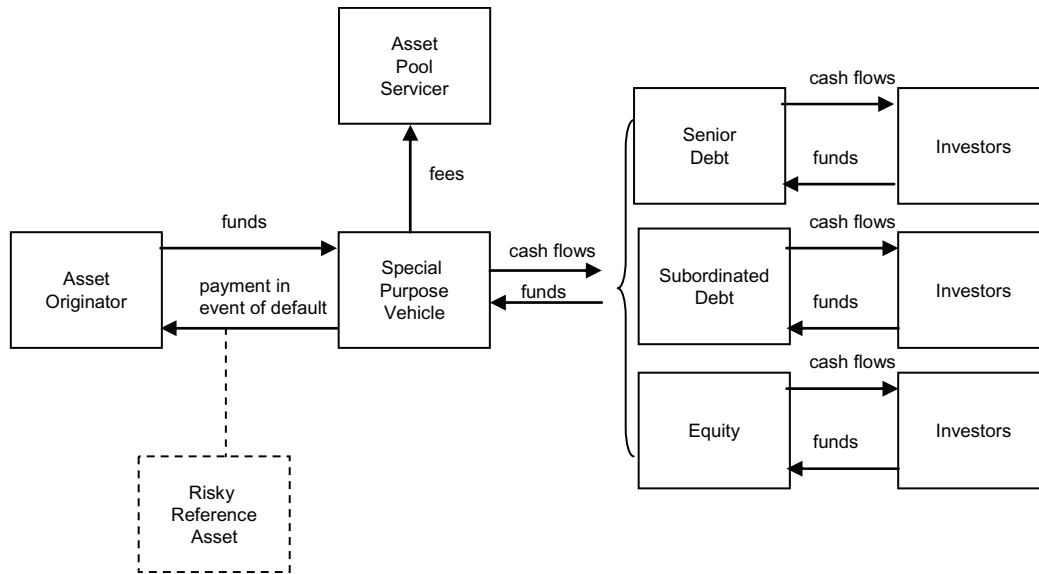 Asset
Pool
Servicer
fees
funds
Asset
Originator
payment in
event of default
Special
Purpose
Vehicle
cash flows
funds
Risky
Reference
Asset
Senior
Debt
cash flows
funds
Investors
Subordinated
Debt
cash flows
funds
Investors
Equity
cash flows
funds
Investors